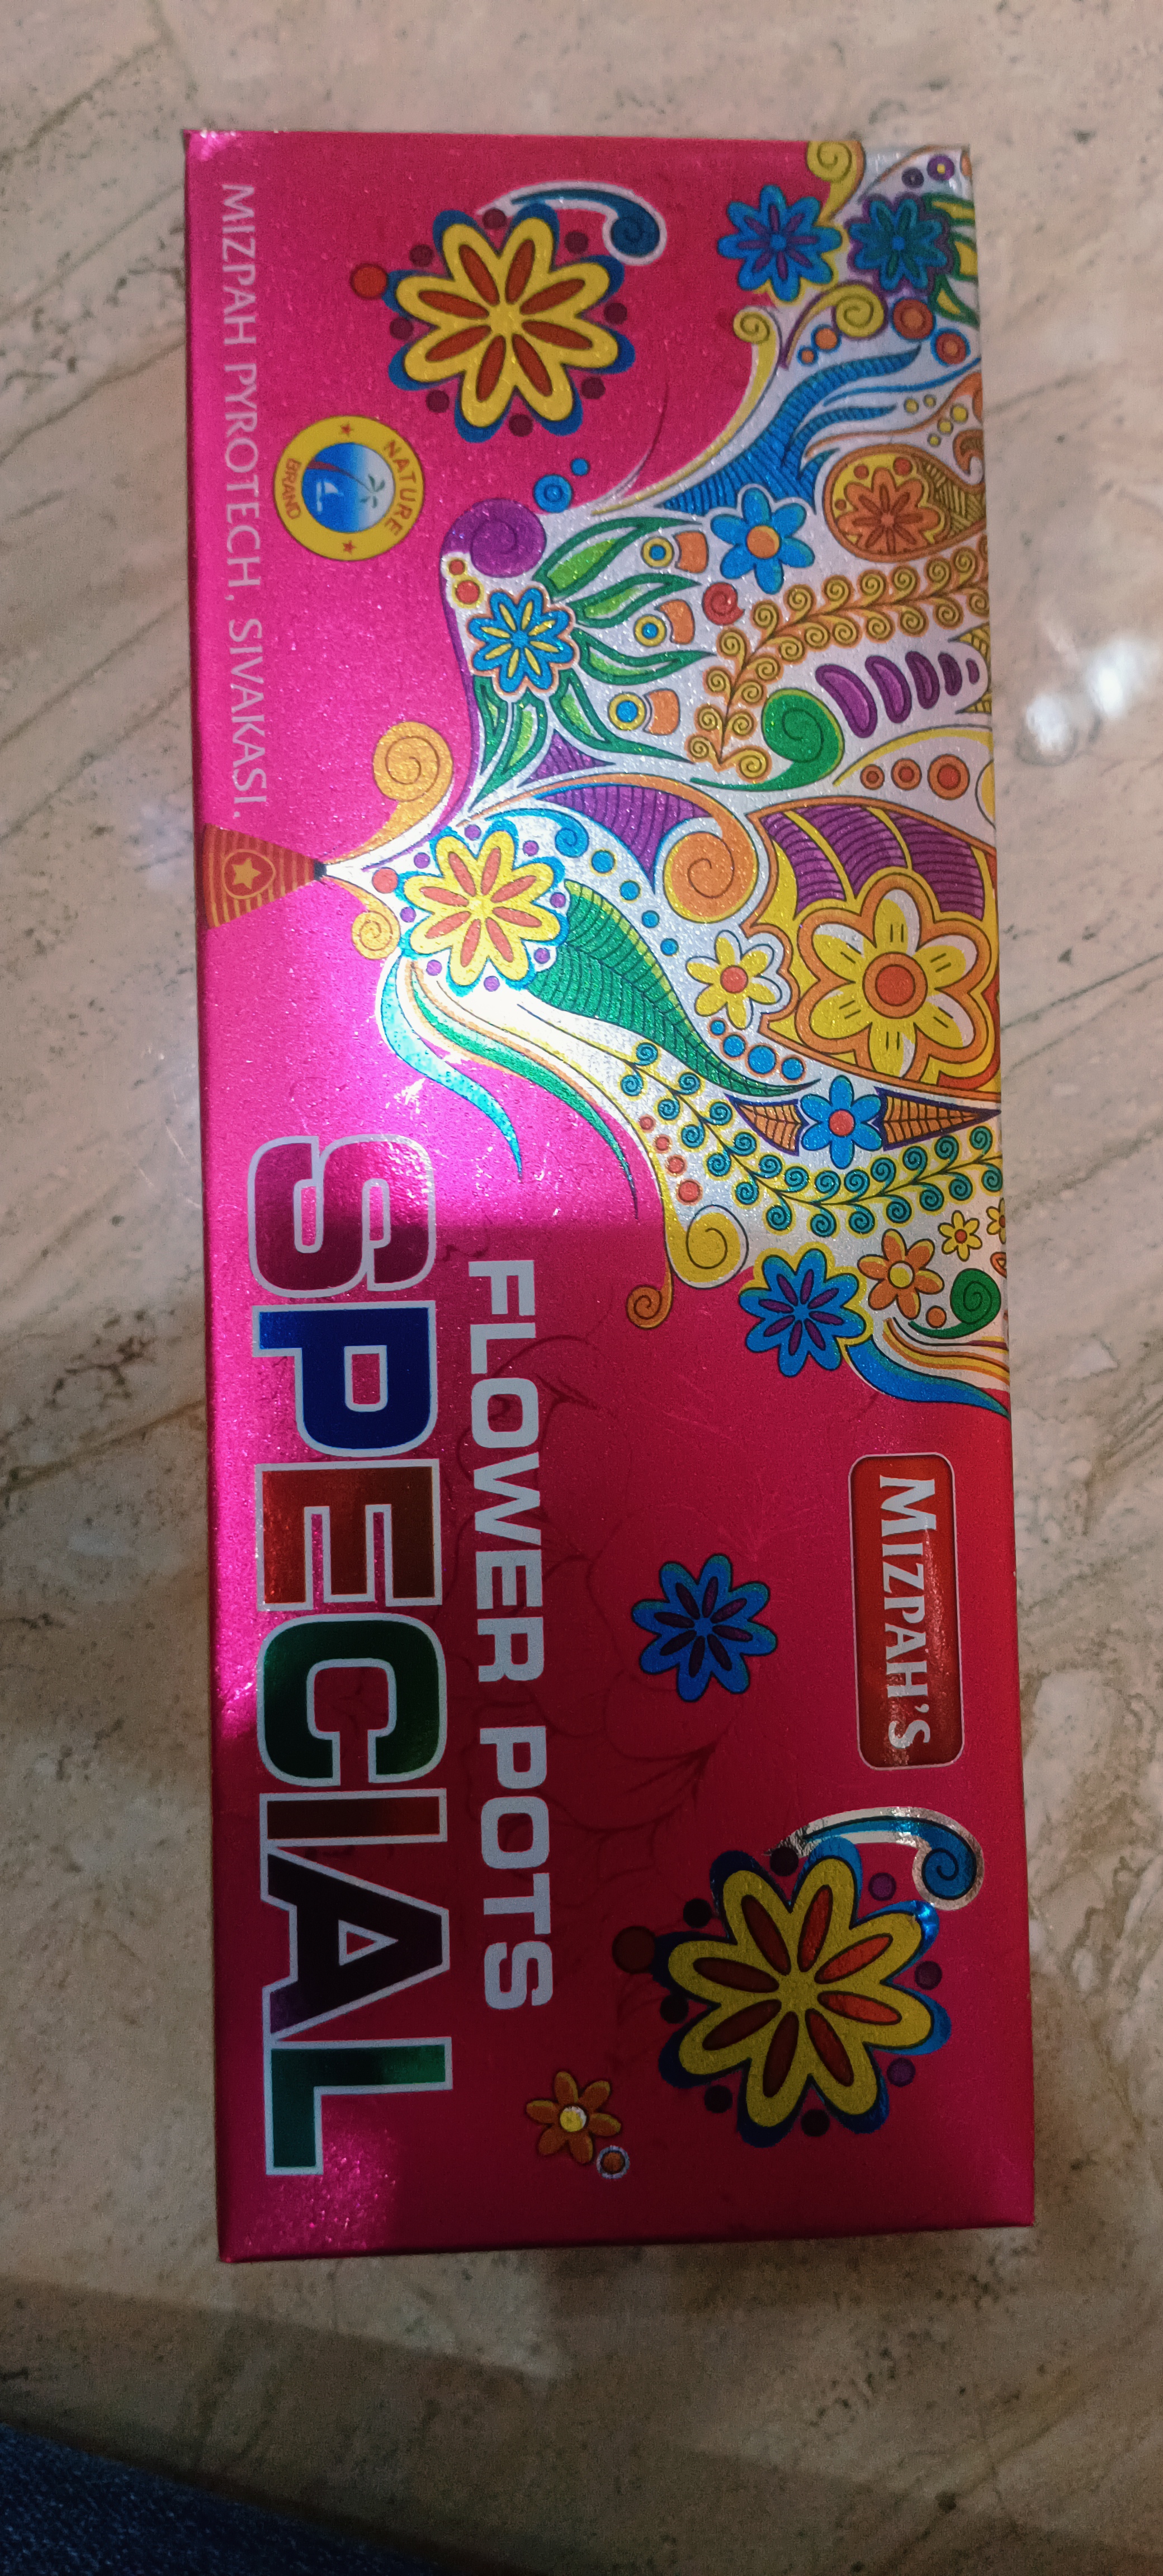 MIZPAH'S
FLOWER POTS
SPECIAL
NATURE
BRAND
MIZPAH PYROTECH, SIVAKASI.